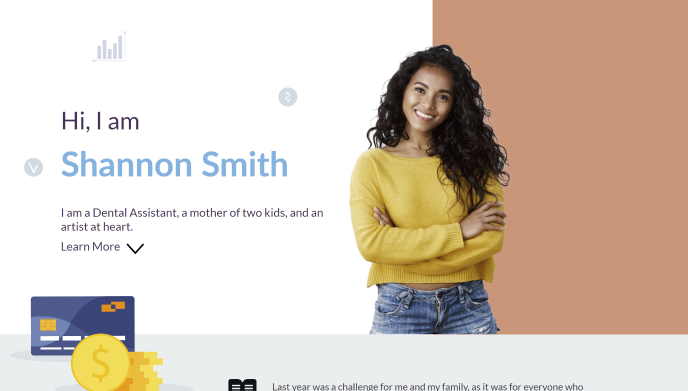 Hi, I am
Shannon Smith
I am a Dental Assistant, a mother of two kids, and an
artist at heart.
Learn More
$
Last year was a challenge for me and my family, as it was for everyone who